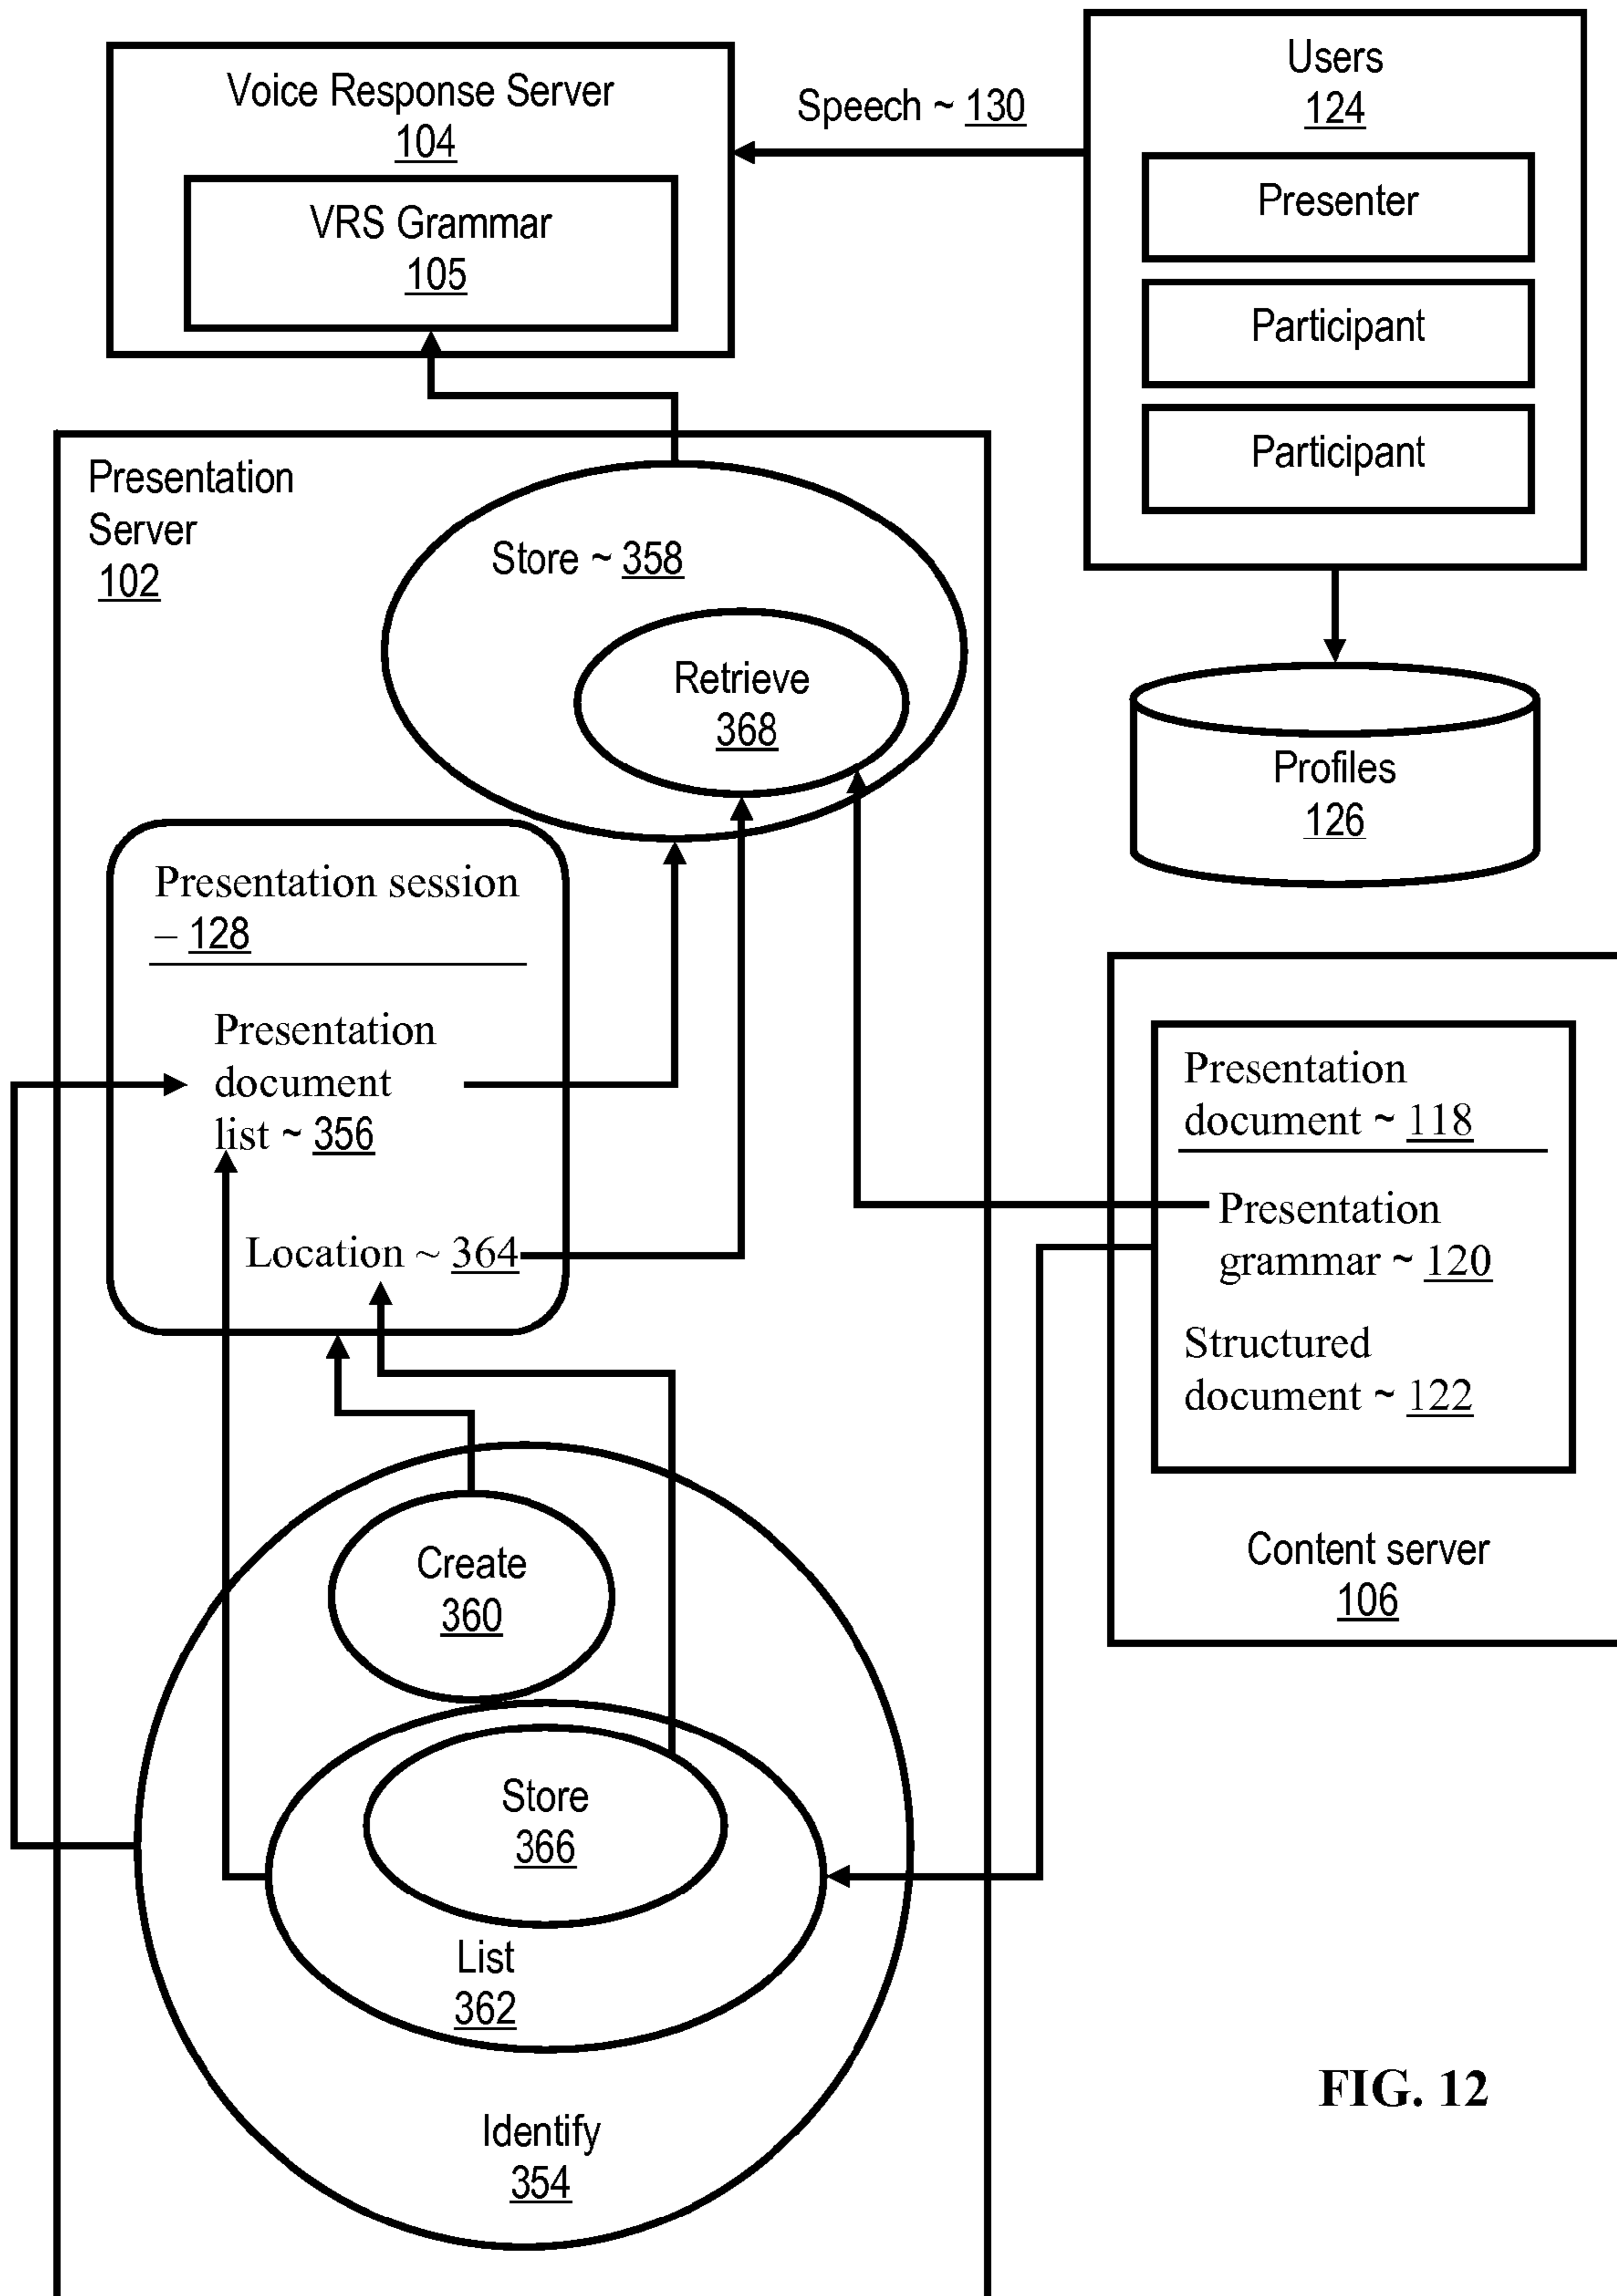 Voice Response Server
104
VRS Grammar
105
Speech ~ 130
Users
124
Presenter
Participant
Participant
Profiles
126
Presentation
Server
102
Store ~ 358
Retrieve
368
Presentation session
– 128
Presentation
document
list ~ 356
Location ~ 364
Presentation
document ~ 118
Presentation
grammar ~ 120
Structured
document ~ 122
Content server
106
Create
360
Store
366
List
362
Identify
354
FIG. 12